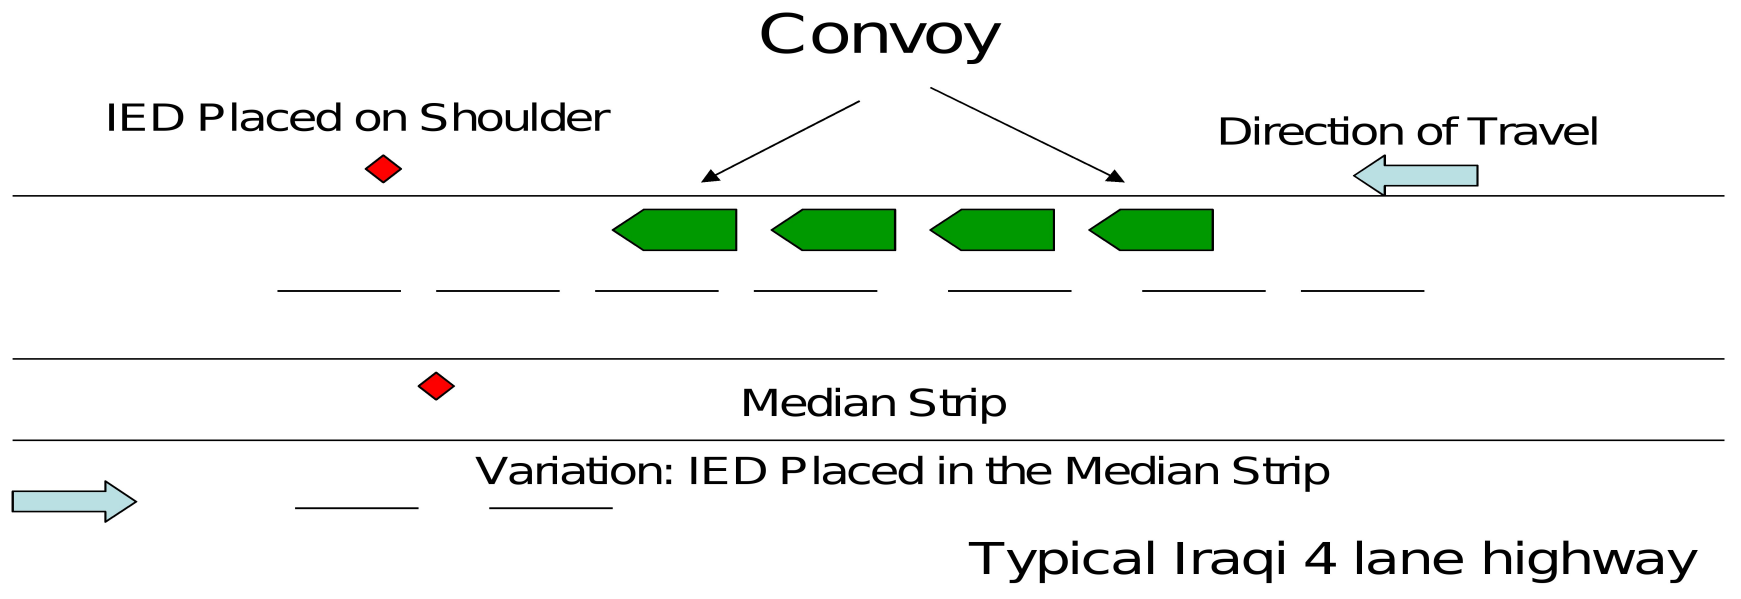 Convoy
IED Placed on Shoulder
Direction of Travel
Median Strip
Variation: IED Placed in the Median Strip
Typical Iraqi 4 lane highway